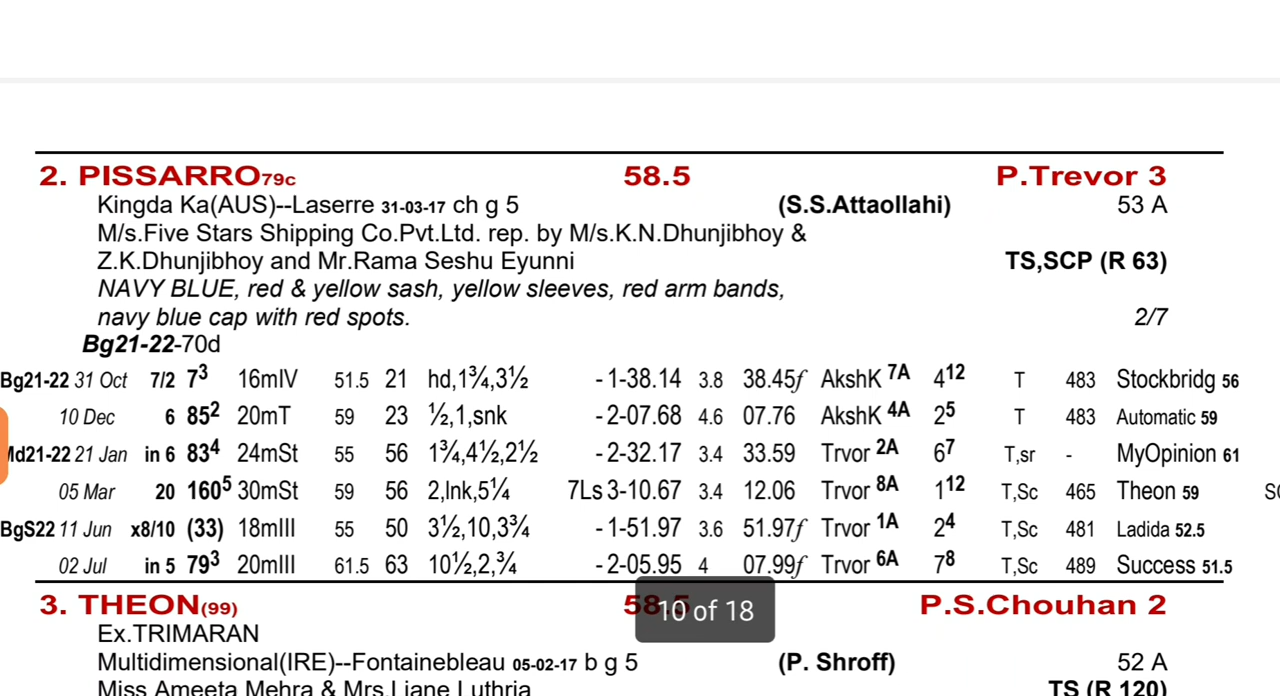 2. PISSARRO79c 58.5 P.Trevor 3
Kingda Ka(AUS)--Laserre 31-03-17 ch g 5 (S.S.Attaollahi) 53 A
M/s.Five Stars Shipping Co.Pvt.Ltd. rep. by M/s.K.N.Dhunjibhoy &
Z.K.Dhunjibhoy and Mr.Rama Seshu Eyunni TS,SCP (R 63)
NAVY BLUE, red & yellow sash, yellow sleeves, red arm bands,
navy blue cap with red spots. 2/7
Bg21-22-70d
Bg21-22 31 Oct 7/2 7³ 16mIV 51.5 21 hd,1¾,3½ -1-38.14 3.8 38.45f AkshK 7A 4¹² T 483 Stockbridg 56
10 Dec 6 85² 20mT 59 23 ½,1,snk -2-07.68 4.6 07.76 AkshK 4A 2⁵ T 483 Automatic 59
Md21-22 21 Jan in 6 83⁴ 24mSt 55 56 1¾,4½,2½ -2-32.17 3.4 33.59 Trvor 2A 6⁷ T,sr - MyOpinion 61
05 Mar 20 160⁵ 30mSt 59 56 2,lnk,5¼ 7Ls 3-10.67 3.4 12.06 Trvor 8A 1¹² T,Sc 465 Theon 59
BgS22 11 Jun x8/10 (33) 18mIII 55 50 3½,10,3¾ -1-51.97 3.6 51.97f Trvor 1A 2⁴ T,Sc 481 Ladida 52.5
02 Jul in 5 79³ 20mIII 61.5 63 10½,2,¾ -2-05.95 4 07.99f Trvor 6A 7⁸ T,Sc 489 Success 51.5
3. THEON(99) 58.5 P.S.Chouhan 2
10 of 18
Ex.TRIMARAN
Multidimensional(IRE)--Fontainebleau 05-02-17 b g 5 (P. Shroff) 52 A
Miss Ameeta Mehra & Mrs.Liane Luthria TS (R 120)